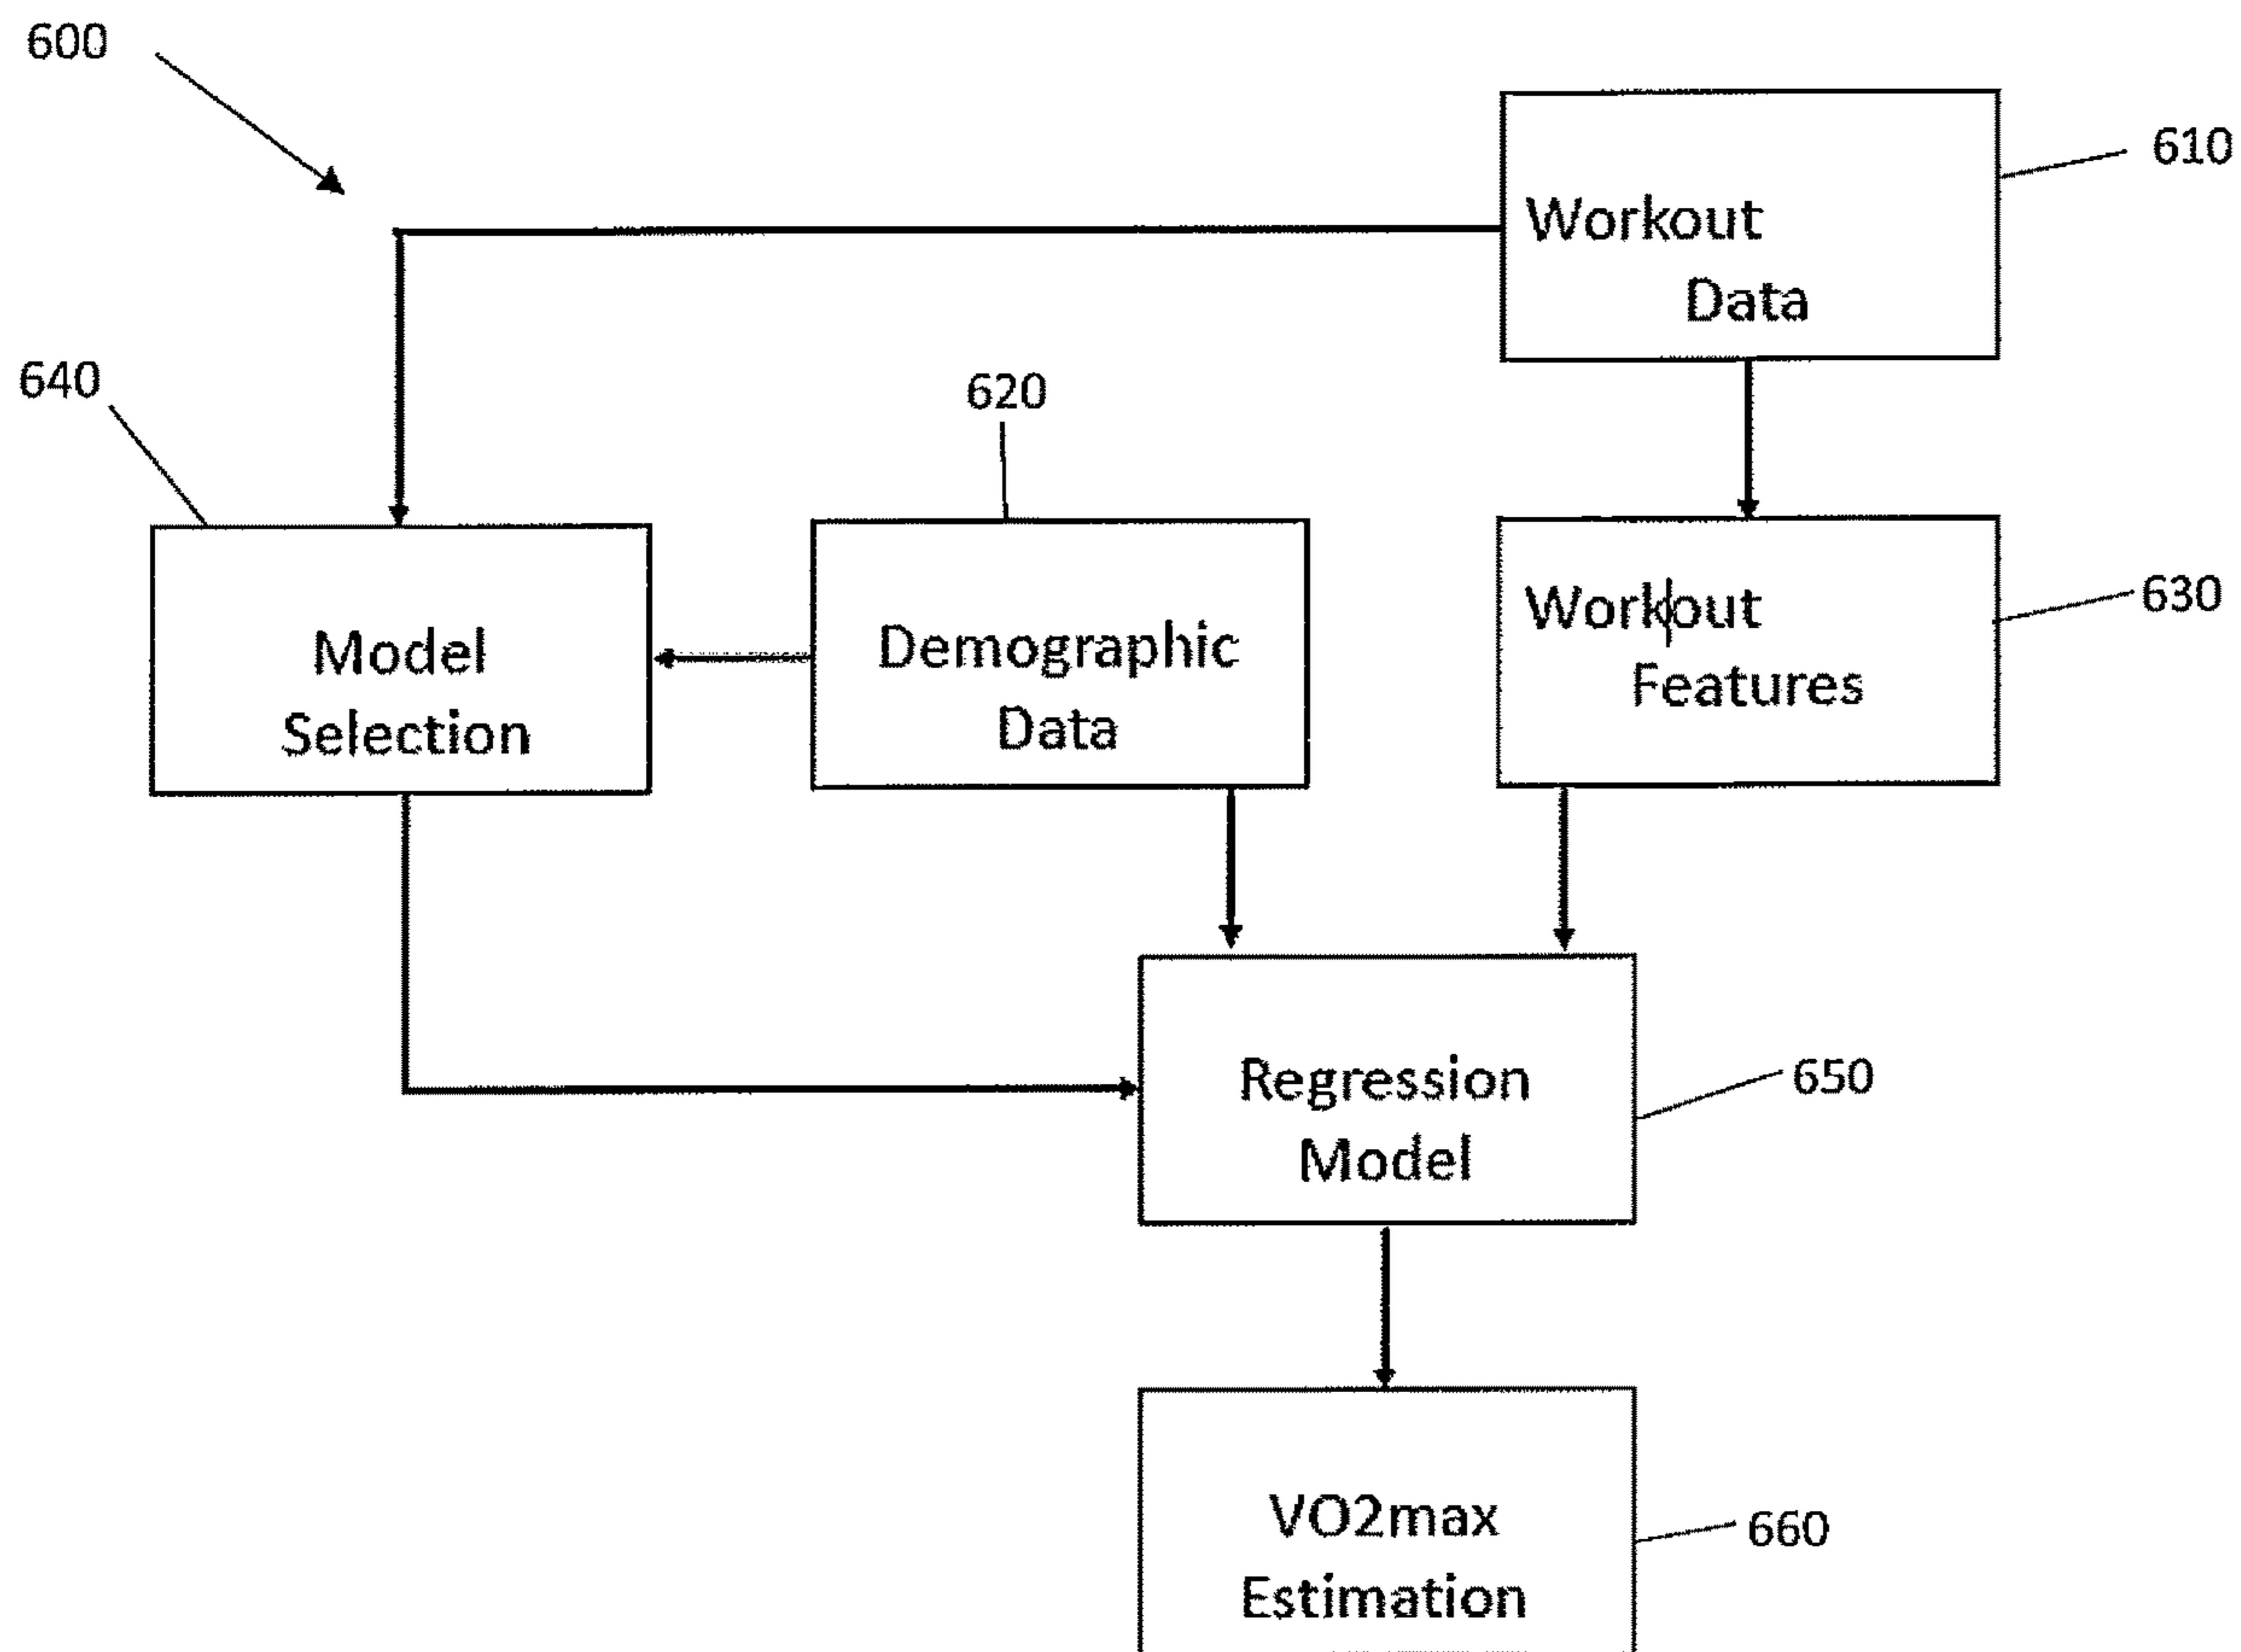 600
610
Workout
Data
640
620
630
Workout
Features
Model
Selection
Demographic
Data
650
Regression
Model
660
VO2max
Estimation